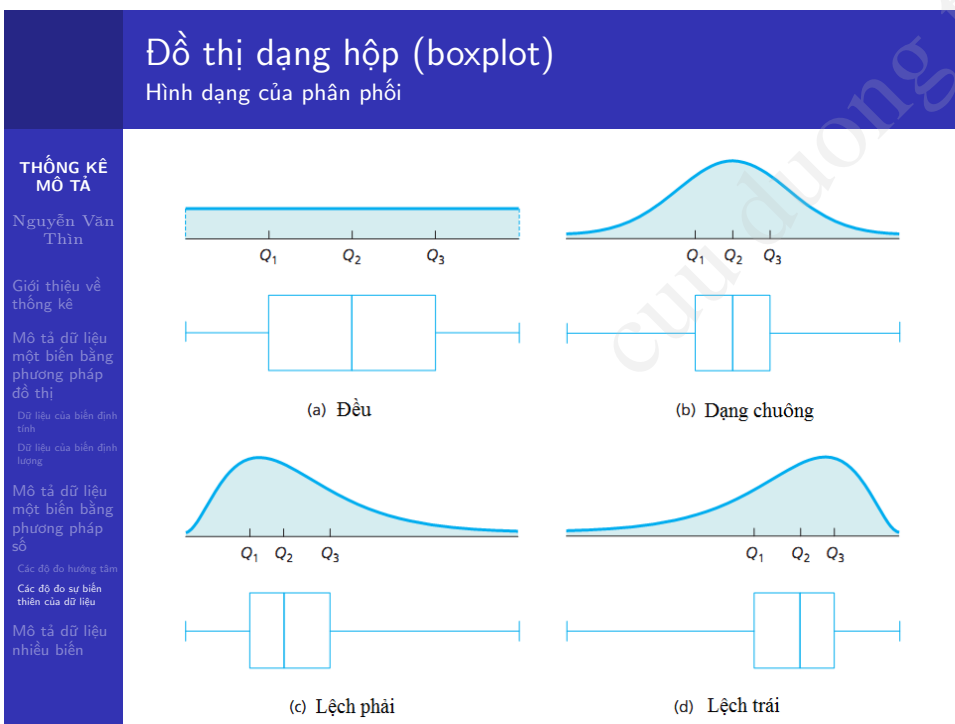 Đồ thị dạng hộp (boxplot)
Hình dạng của phân phối
THỐNG KÊ
MÔ TẢ
Nguyễn Văn
Thìn
Giới thiệu về
thống kê
Mô tả dữ liệu
một biến bằng
phương pháp
đồ thị
Dữ liệu của biến định
tính
Dữ liệu của biến định
lượng
Mô tả dữ liệu
một biến bằng
phương pháp
số
Các độ đo hướng tâm
Các độ đo sự biến
thiên của dữ liệu
Mô tả dữ liệu
nhiều biến
Q1 Q2 Q3
(a) Đều
Q1 Q2 Q3
(b) Dạng chuông
Q1 Q2 Q3
(c) Lệch phải
Q1 Q2 Q3
(d) Lệch trái
cuu duong